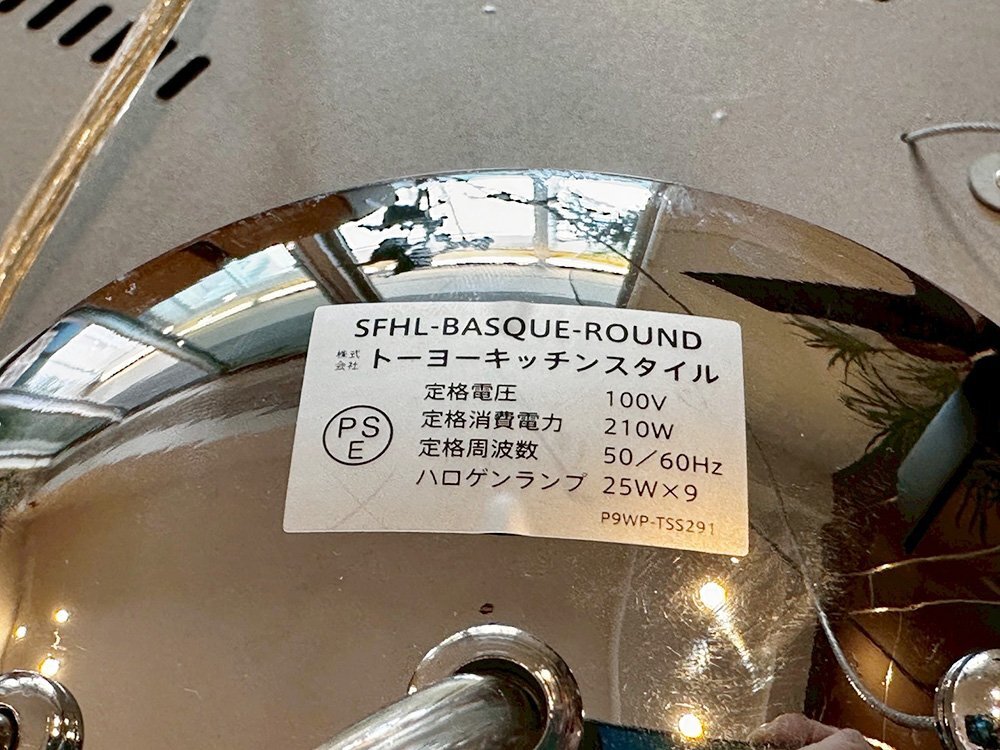 SFHL-BASQUE-ROUND
株式会社 トーヨーキッチンスタイル
定格電圧 100V
定格消費電力 210W
定格周波数 50／60Hz
ハロゲンランプ 25W×9
PSE
P9WP-TSS291